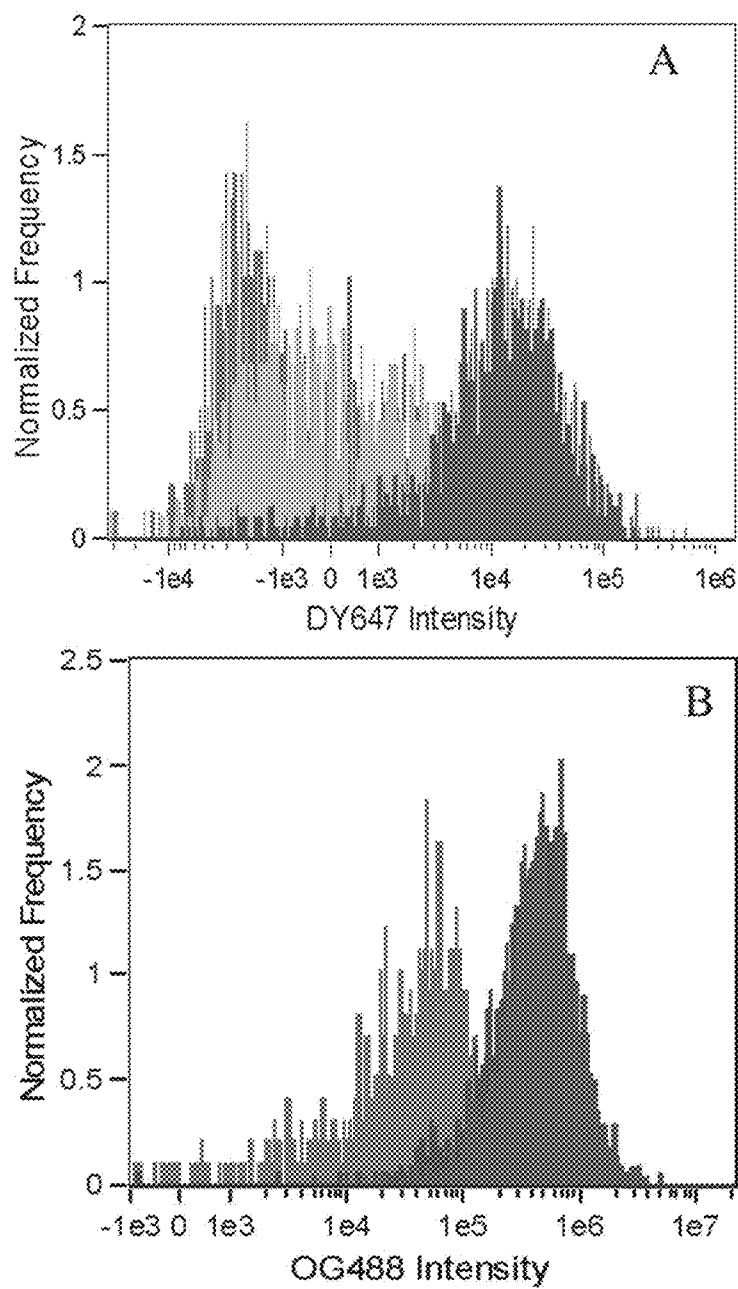 A
Normalized Frequency
2
1.5
1
0.5
0
-1e4 -1e3 0 1e3 1e4 1e5 1e6
DY647 Intensity
B
Normalized Frequency
2.5
2
1.5
1
0.5
0
-1e3 0 1e3 1e4 1e5 1e6 1e7
OG488 Intensity